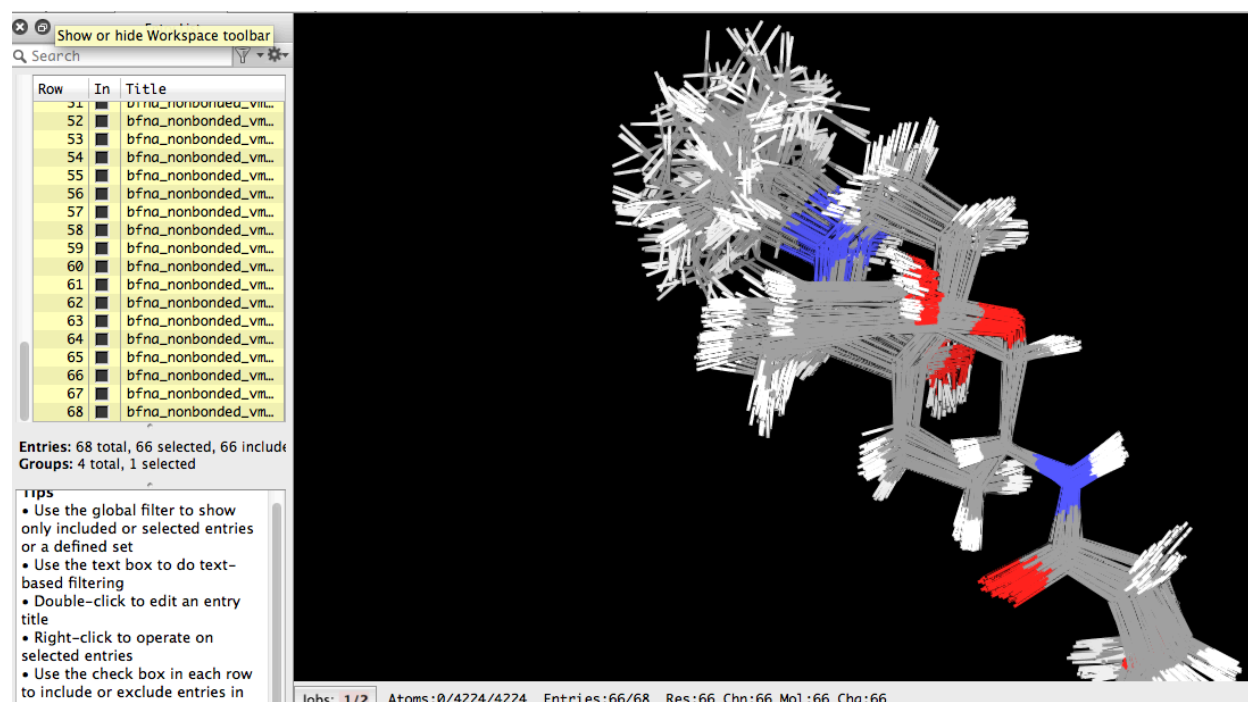 Show or hide Workspace toolbar
Search
Row In Title
51 bfna_nonbonded_vm…
52 bfna_nonbonded_vm…
53 bfna_nonbonded_vm…
54 bfna_nonbonded_vm…
55 bfna_nonbonded_vm…
56 bfna_nonbonded_vm…
57 bfna_nonbonded_vm…
58 bfna_nonbonded_vm…
59 bfna_nonbonded_vm…
60 bfna_nonbonded_vm…
61 bfna_nonbonded_vm…
62 bfna_nonbonded_vm…
63 bfna_nonbonded_vm…
64 bfna_nonbonded_vm…
65 bfna_nonbonded_vm…
66 bfna_nonbonded_vm…
67 bfna_nonbonded_vm…
68 bfna_nonbonded_vm…
Entries: 68 total, 66 selected, 66 include
Groups: 4 total, 1 selected
Tips
• Use the global filter to show
only included or selected entries
or a defined set
• Use the text box to do text-
based filtering
• Double-click to edit an entry
title
• Right-click to operate on
selected entries
• Use the check box in each row
to include or exclude entries in
Jobs: 1/2 Atoms:0/4224/4224 Entries:66/68 Res:66 Chn:66 Mol:66 Chg:66